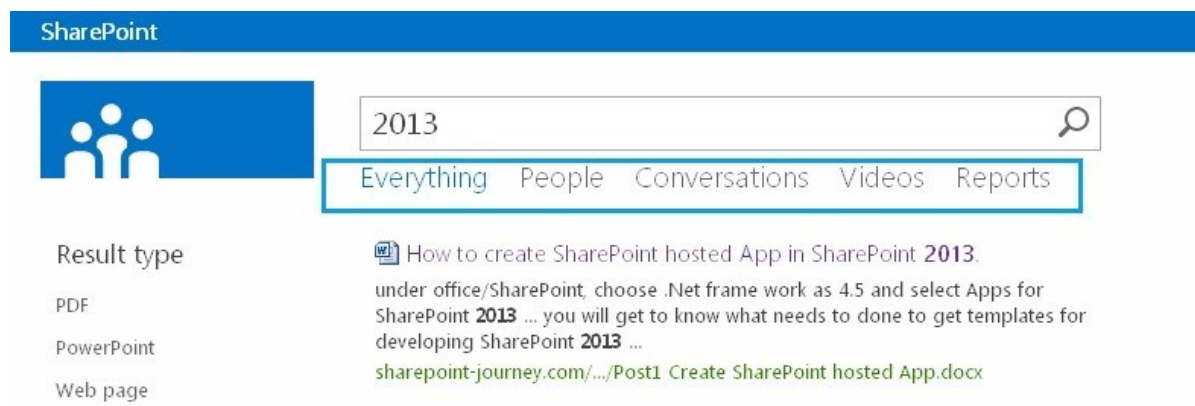 SharePoint
2013
Everything People Conversations Videos Reports
Result type
PDF
PowerPoint
Web page
How to create SharePoint hosted App in SharePoint 2013.
under office/SharePoint, choose .Net frame work as 4.5 and select Apps for
SharePoint 2013 ... you will get to know what needs to done to get templates for
developing SharePoint 2013 ...
sharepoint-journey.com/.../Post1 Create SharePoint hosted App.docx